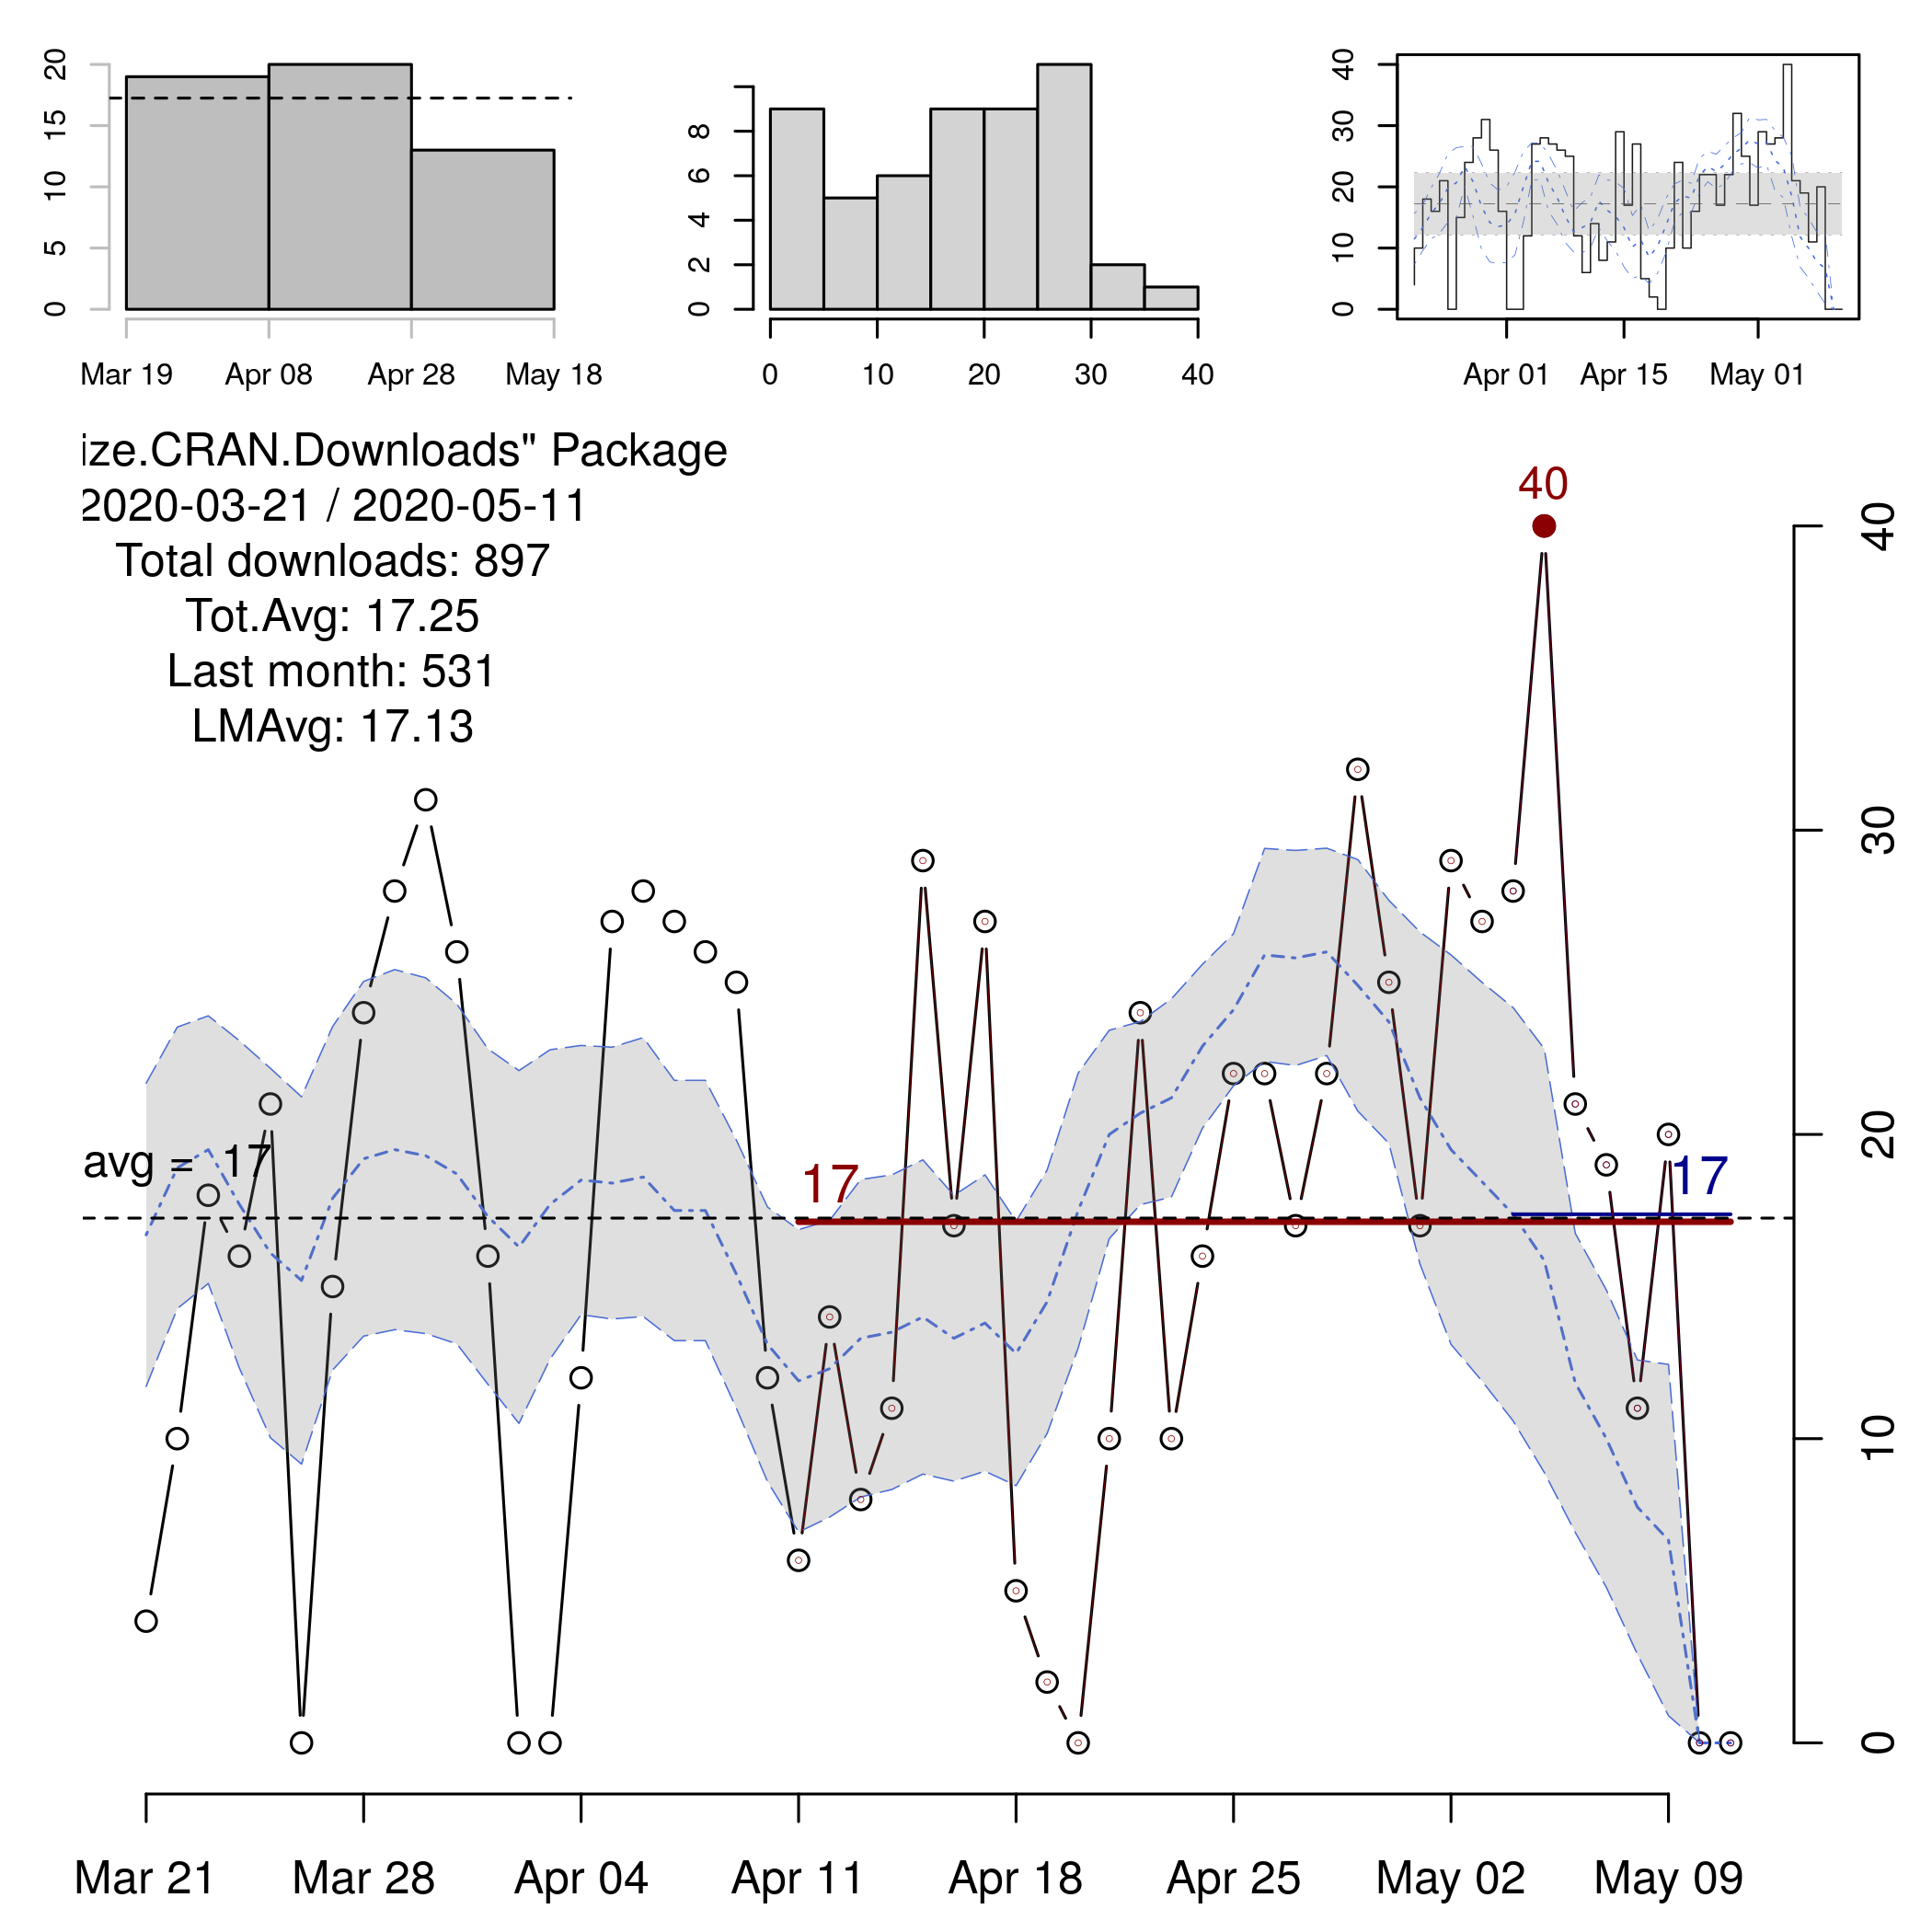 20
15
10
5
0
Mar 19 Apr 08 Apr 28 May 18
8
6
4
2
0
0 10 20 30 40
40
30
20
10
0
Apr 01 Apr 15 May 01
ize.CRAN.Downloads" Package
2020-03-21 / 2020-05-11
Total downloads: 897
Tot.Avg: 17.25
Last month: 531
LMAvg: 17.13
40
avg = 17
17
17
40
30
20
10
0
Mar 21 Mar 28 Apr 04 Apr 11 Apr 18 Apr 25 May 02 May 09